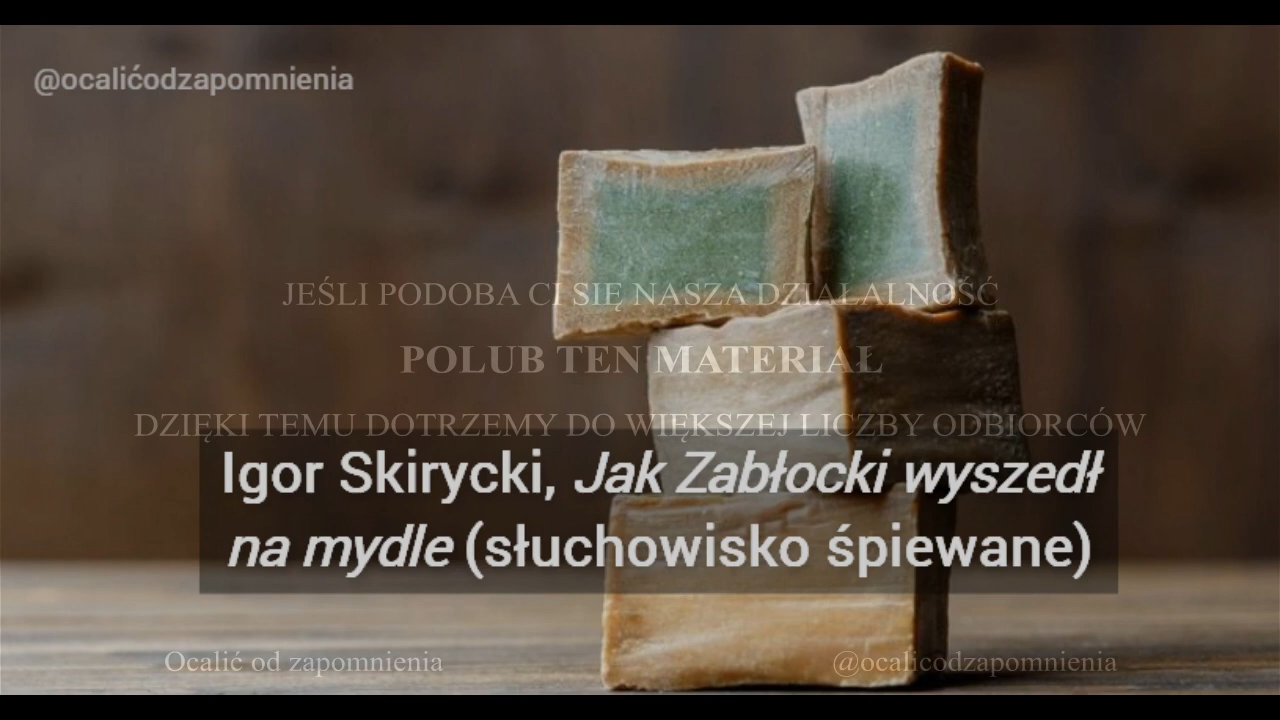 @ocalićodzapomnienia
JEŚLI PODOBA CI SIĘ NASZA DZIAŁALNOŚĆ
POLUB TEN MATERIAŁ
DZIĘKI TEMU DOTRZEMY DO WIĘKSZEJ LICZBY ODBIORCÓW
Igor Skirycki, Jak Zabłocki wyszedł
na mydle (słuchowisko śpiewane)
Ocalić od zapomnienia
@ocalicodzapomnienia